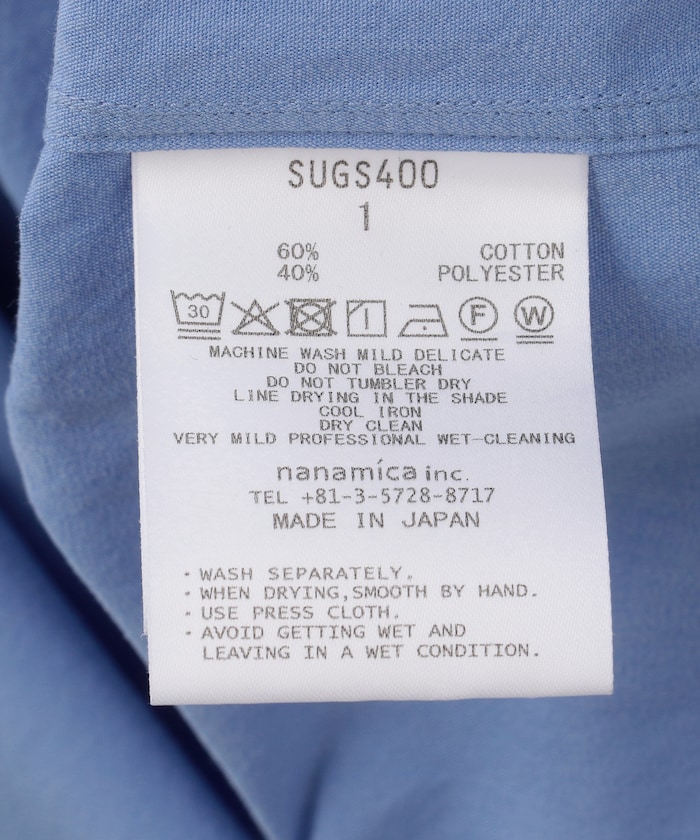 SUGS400
1
60% COTTON
40% POLYESTER
30 F W
MACHINE WASH MILD DELICATE
DO NOT BLEACH
DO NOT TUMBLER DRY
LINE DRYING IN THE SHADE
COOL IRON
DRY CLEAN
VERY MILD PROFESSIONAL WET-CLEANING
nanamíca inc.
TEL +81-3-5728-8717
MADE IN JAPAN
・WASH SEPARATELY.
・WHEN DRYING,SMOOTH BY HAND.
・USE PRESS CLOTH.
・AVOID GETTING WET AND
LEAVING IN A WET CONDITION.